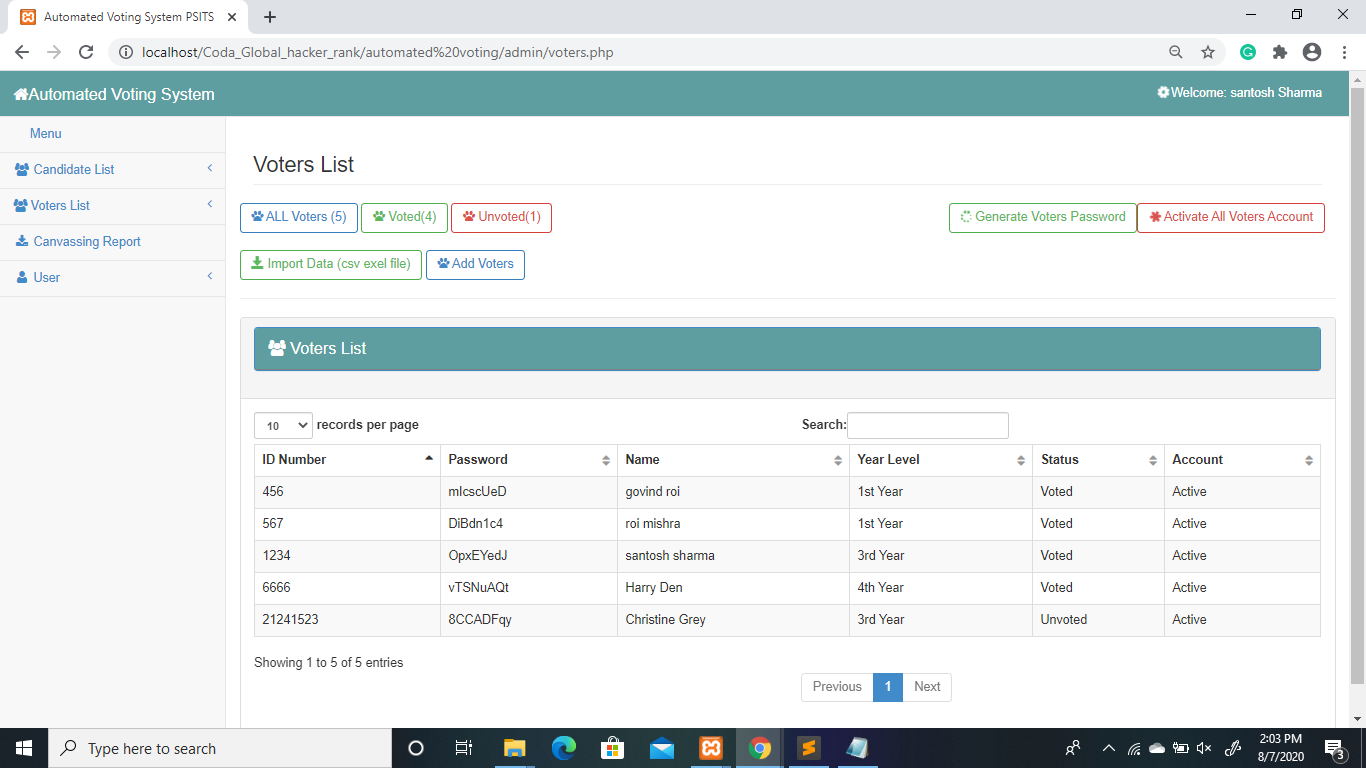 Automated Voting System PSITS
localhost/Coda_Global_hacker_rank/automated%20voting/admin/voters.php
Automated Voting System
Welcome: santosh Sharma
Menu
Candidate List
Voters List
Canvassing Report
User
Voters List
ALL Voters (5) Voted(4) Unvoted(1) Generate Voters Password Activate All Voters Account
Import Data (csv exel file) Add Voters
Voters List
10 records per page Search:
ID Number Password Name Year Level Status Account
456 mIcscUeD govind roi 1st Year Voted Active
567 DiBdn1c4 roi mishra 1st Year Voted Active
1234 OpxEYedJ santosh sharma 3rd Year Voted Active
6666 vTSNuAQt Harry Den 4th Year Voted Active
21241523 8CCADFqy Christine Grey 3rd Year Unvoted Active
Showing 1 to 5 of 5 entries
Previous 1 Next
Type here to search
2:03 PM
8/7/2020
3